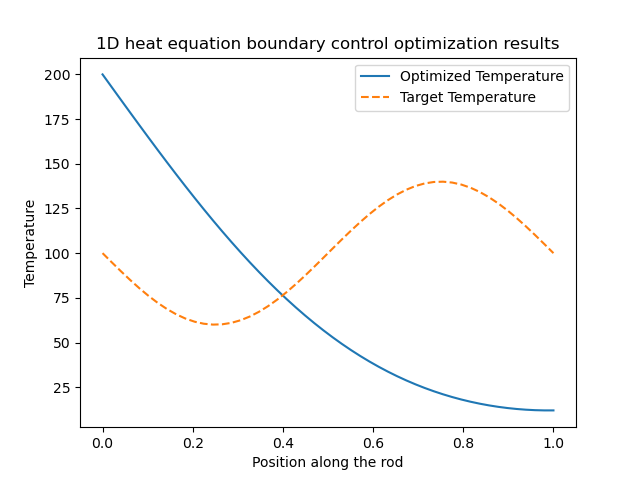 1D heat equation boundary control optimization results
Optimized Temperature
Target Temperature
Temperature
200
175
150
125
100
75
50
25
0.0 0.2 0.4 0.6 0.8 1.0
Position along the rod